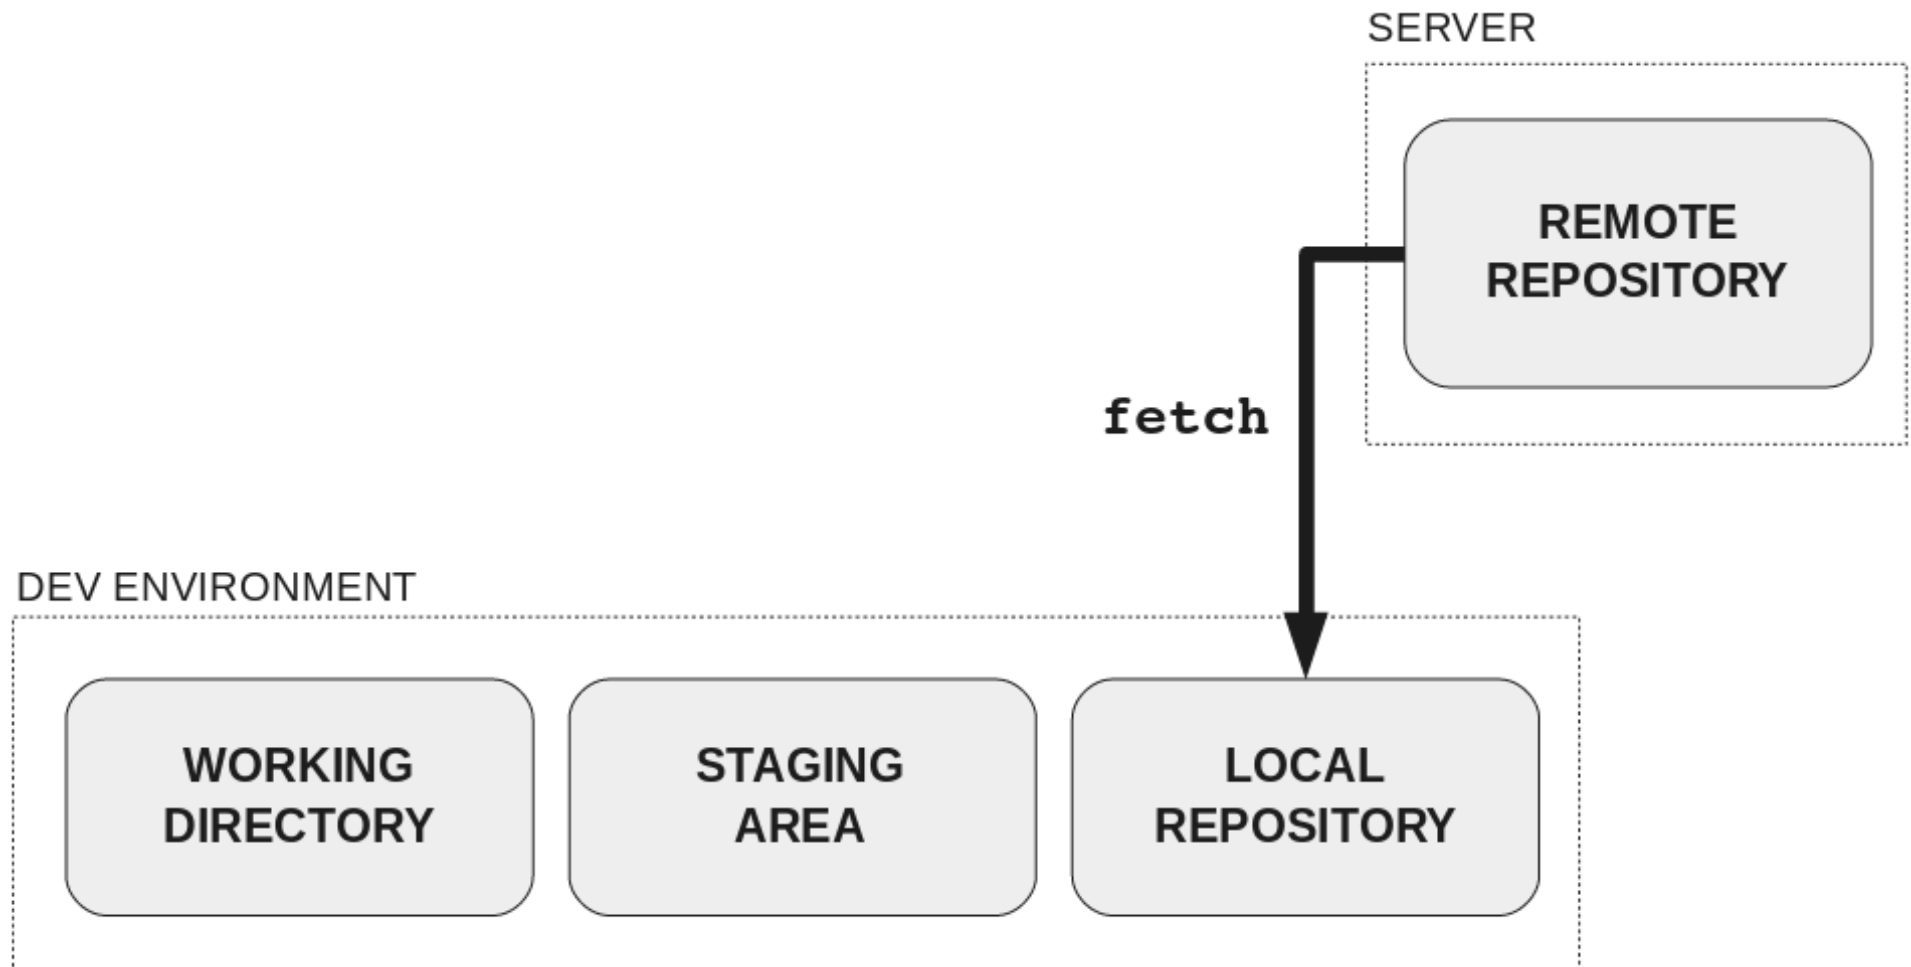 SERVER
REMOTE
REPOSITORY
fetch
DEV ENVIRONMENT
WORKING
DIRECTORY
STAGING
AREA
LOCAL
REPOSITORY